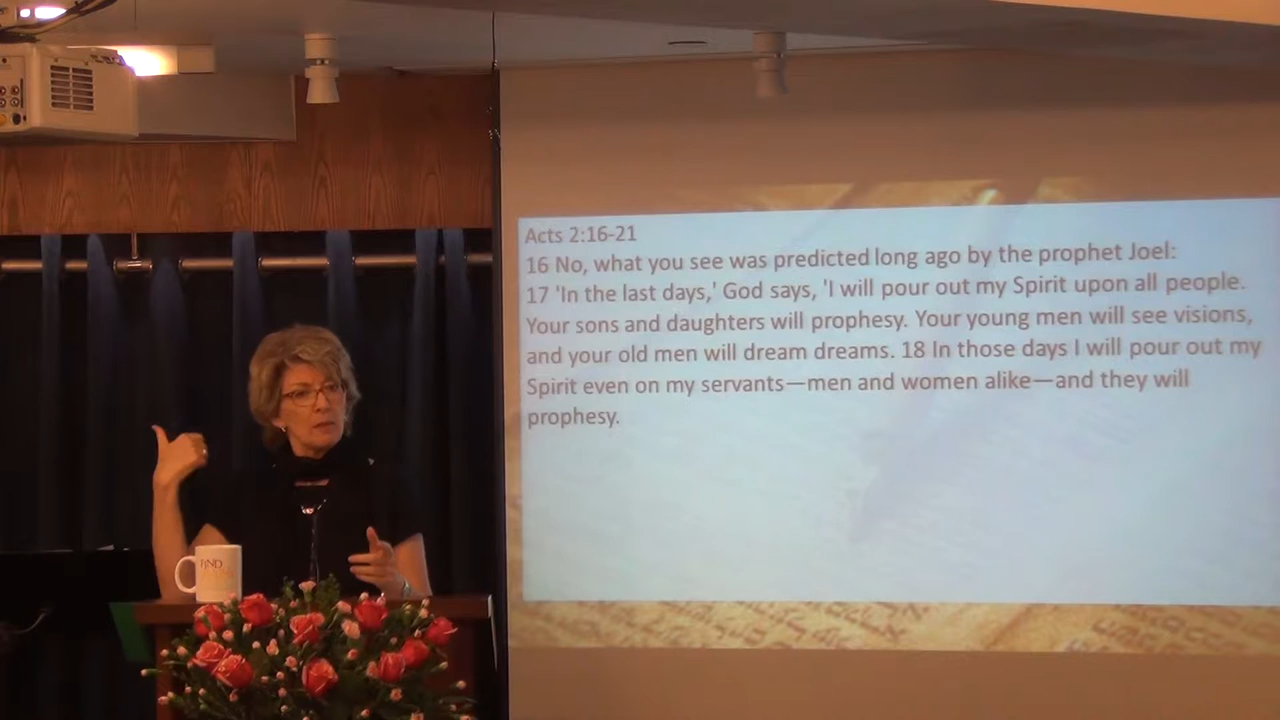 Acts 2:16-21
16 No, what you see was predicted long ago by the prophet Joel:
17 'In the last days,' God says, 'I will pour out my Spirit upon all people.
Your sons and daughters will prophesy. Your young men will see visions,
and your old men will dream dreams. 18 In those days I will pour out my
Spirit even on my servants—men and women alike—and they will
prophesy.
FIND